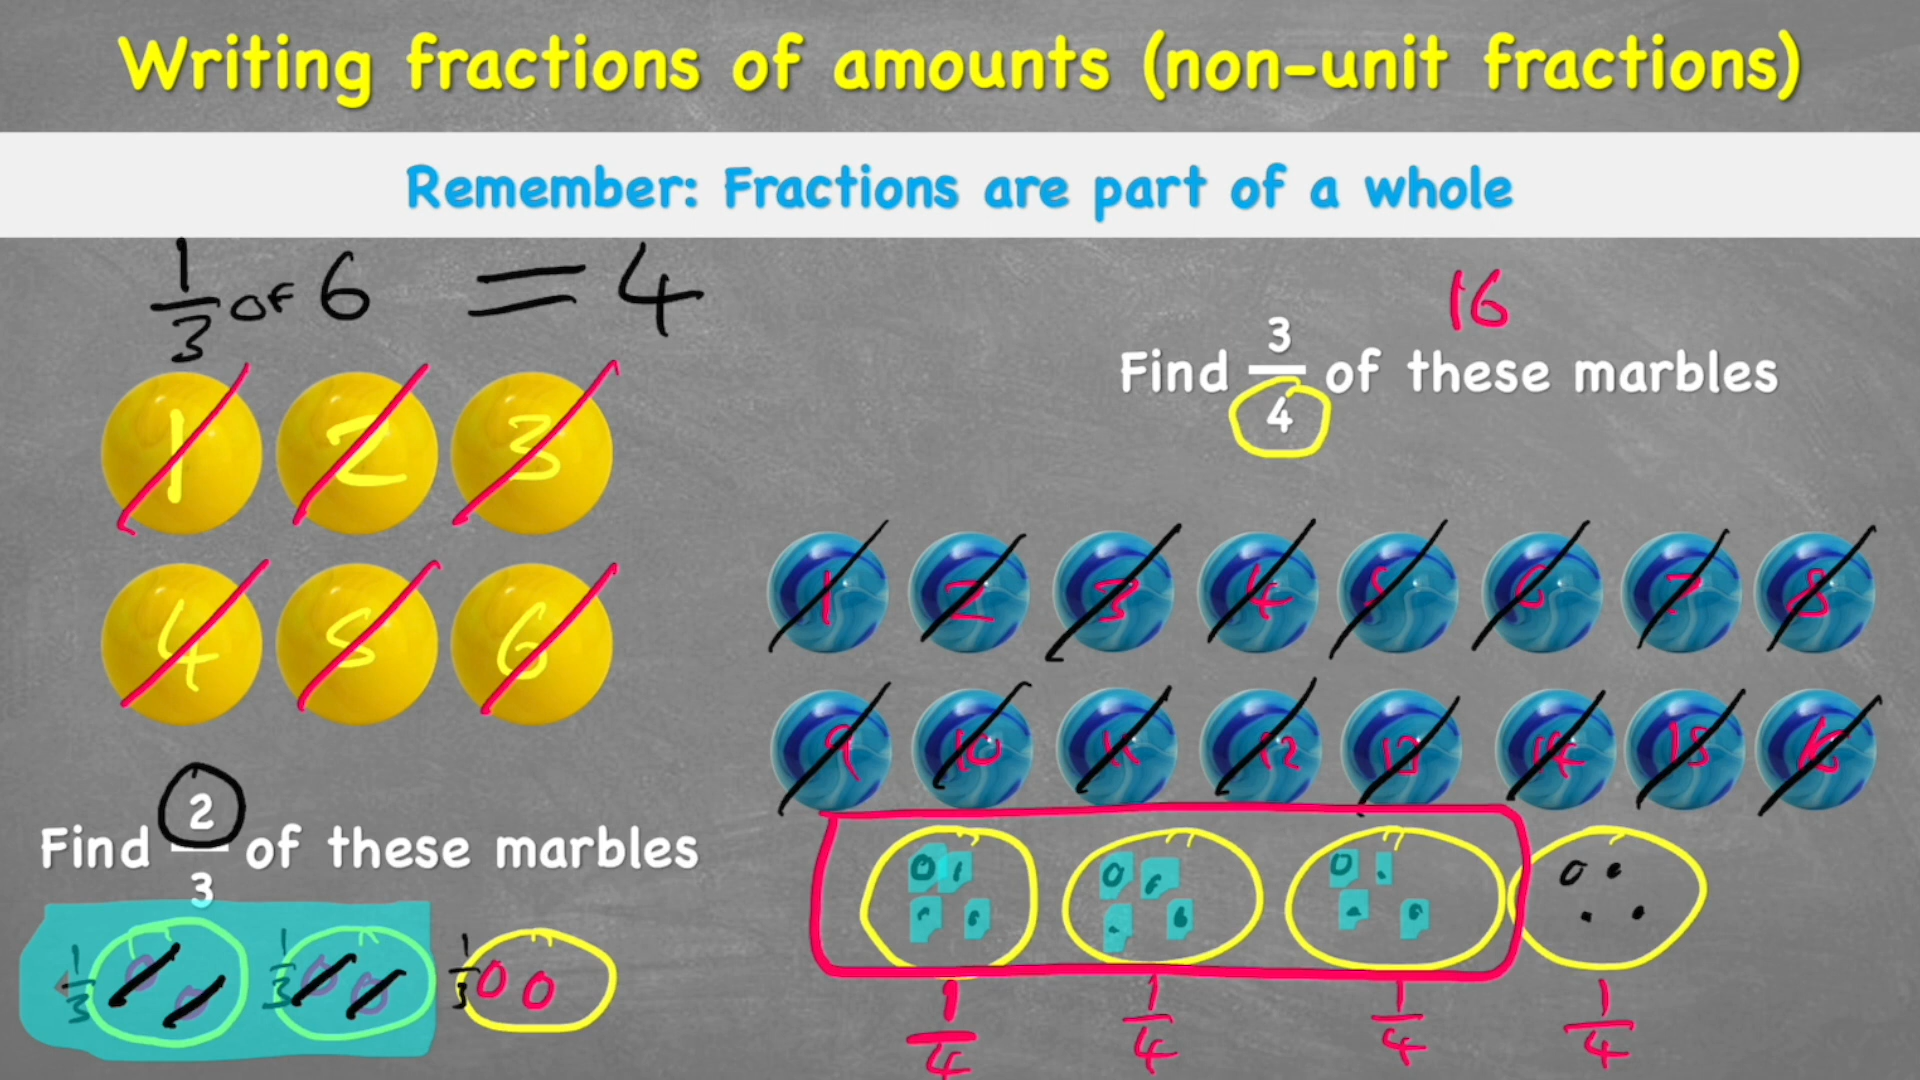 Writing fractions of amounts (non-unit fractions)
Remember: Fractions are part of a whole
1/3 of 6 = 4
16
Find 3/4 of these marbles
1 2 3
4 5 6
1 2 3 4 5 6 7 8
9 10 11 12 13 14 15 16
Find 2/3 of these marbles
1/3 1/3 1/3
1/4 1/4 1/4 1/4